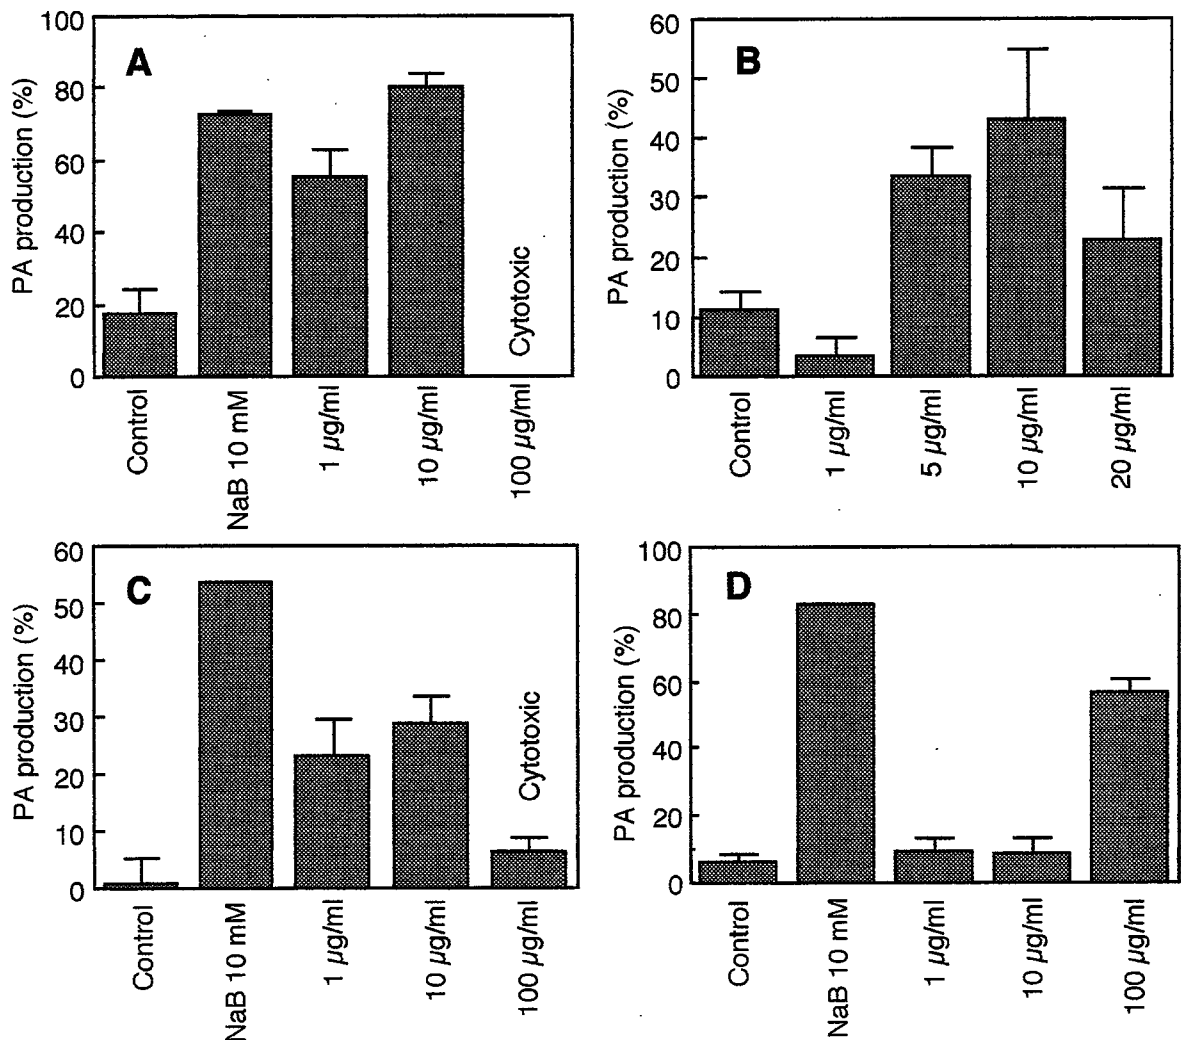 A
PA production (%)
100
80
60
40
20
0
Cytotoxic
Control
NaB 10 mM
1 µg/ml
10 µg/ml
100 µg/ml
B
PA production (%)
60
50
40
30
20
10
0
Control
1 µg/ml
5 µg/ml
10 µg/ml
20 µg/ml
C
PA production (%)
60
50
40
30
20
10
0
Cytotoxic
Control
NaB 10 mM
1 µg/ml
10 µg/ml
100 µg/ml
D
PA production (%)
100
80
60
40
20
0
Control
NaB 10 mM
1 µg/ml
10 µg/ml
100 µg/ml